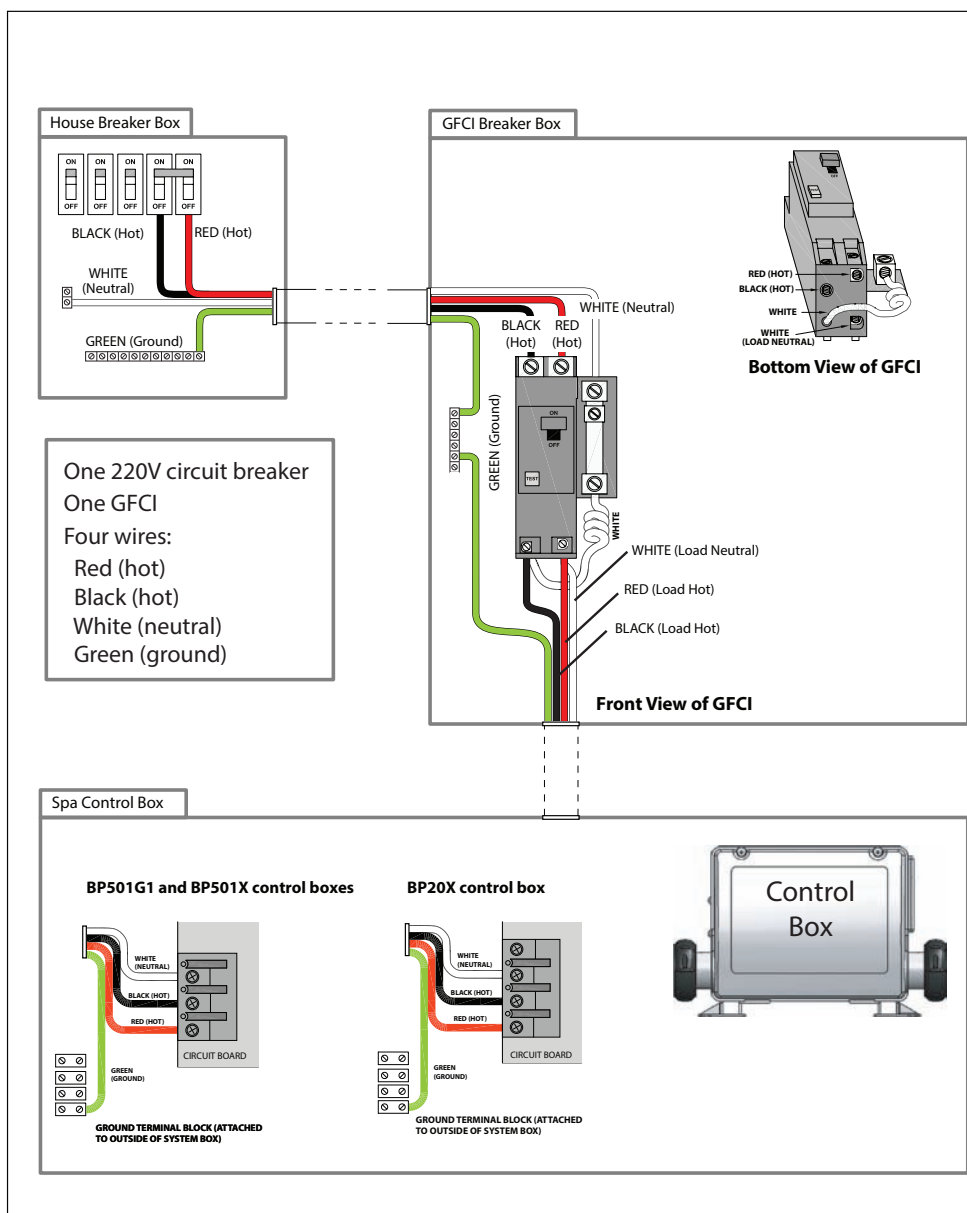 House Breaker Box
ON ON ON ON ON
OFF OFF OFF OFF OFF
BLACK (Hot)
RED (Hot)
WHITE
(Neutral)
GREEN (Ground)
One 220V circuit breaker
One GFCI
Four wires:
Red (hot)
Black (hot)
White (neutral)
Green (ground)
GFCI Breaker Box
OFF
RED (HOT)
BLACK (HOT)
WHITE
WHITE
(LOAD NEUTRAL)
Bottom View of GFCI
WHITE (Neutral)
BLACK
(Hot)
RED
(Hot)
GREEN (Ground)
ON
OFF
TEST
WHITE
WHITE (Load Neutral)
RED (Load Hot)
BLACK (Load Hot)
Front View of GFCI
Spa Control Box
BP501G1 and BP501X control boxes
WHITE
(NEUTRAL)
BLACK (HOT)
RED (HOT)
CIRCUIT BOARD
GREEN
(GROUND)
GROUND TERMINAL BLOCK (ATTACHED
TO OUTSIDE OF SYSTEM BOX)
BP20X control box
WHITE
(NEUTRAL)
BLACK (HOT)
RED (HOT)
CIRCUIT BOARD
GREEN
(GROUND)
GROUND TERMINAL BLOCK (ATTACHED
TO OUTSIDE OF SYSTEM BOX)
Control
Box